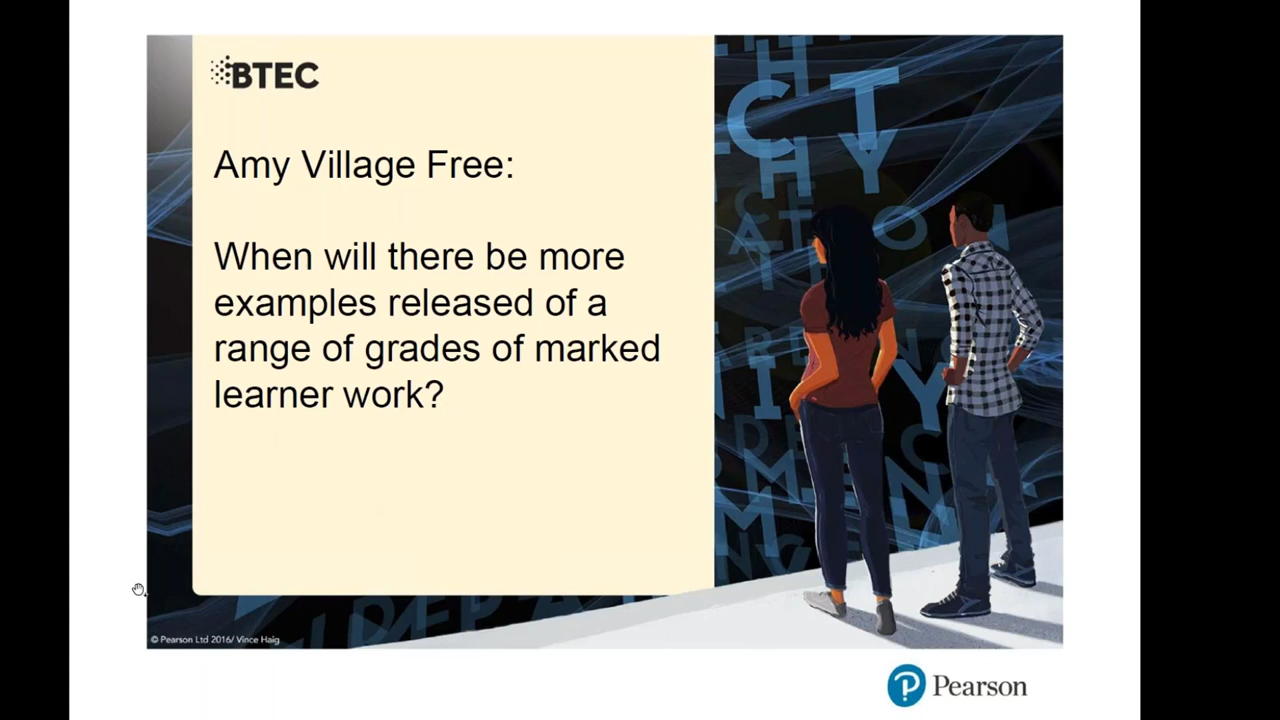 BTEC
Amy Village Free:
When will there be more
examples released of a
range of grades of marked
learner work?
© Pearson Ltd 2016/ Vince Haig
Pearson